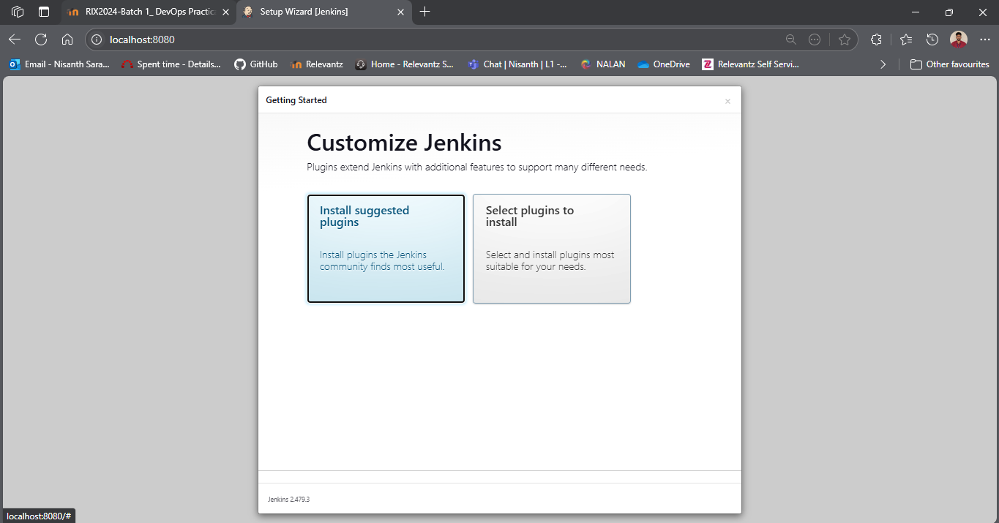 RIX2024-Batch 1_ DevOps Practic
Setup Wizard [Jenkins]
localhost:8080
Email - Nisanth Sara...
Spent time - Details...
GitHub
Relevantz
Home - Relevantz S...
Chat | Nisanth | L1 -...
NALAN
OneDrive
Relevantz Self Servi...
Other favourites
Getting Started
Customize Jenkins
Plugins extend Jenkins with additional features to support many different needs.
Install suggested
plugins
Install plugins the Jenkins
community finds most useful.
Select plugins to
install
Select and install plugins most
suitable for your needs.
Jenkins 2.479.3
localhost:8080/#